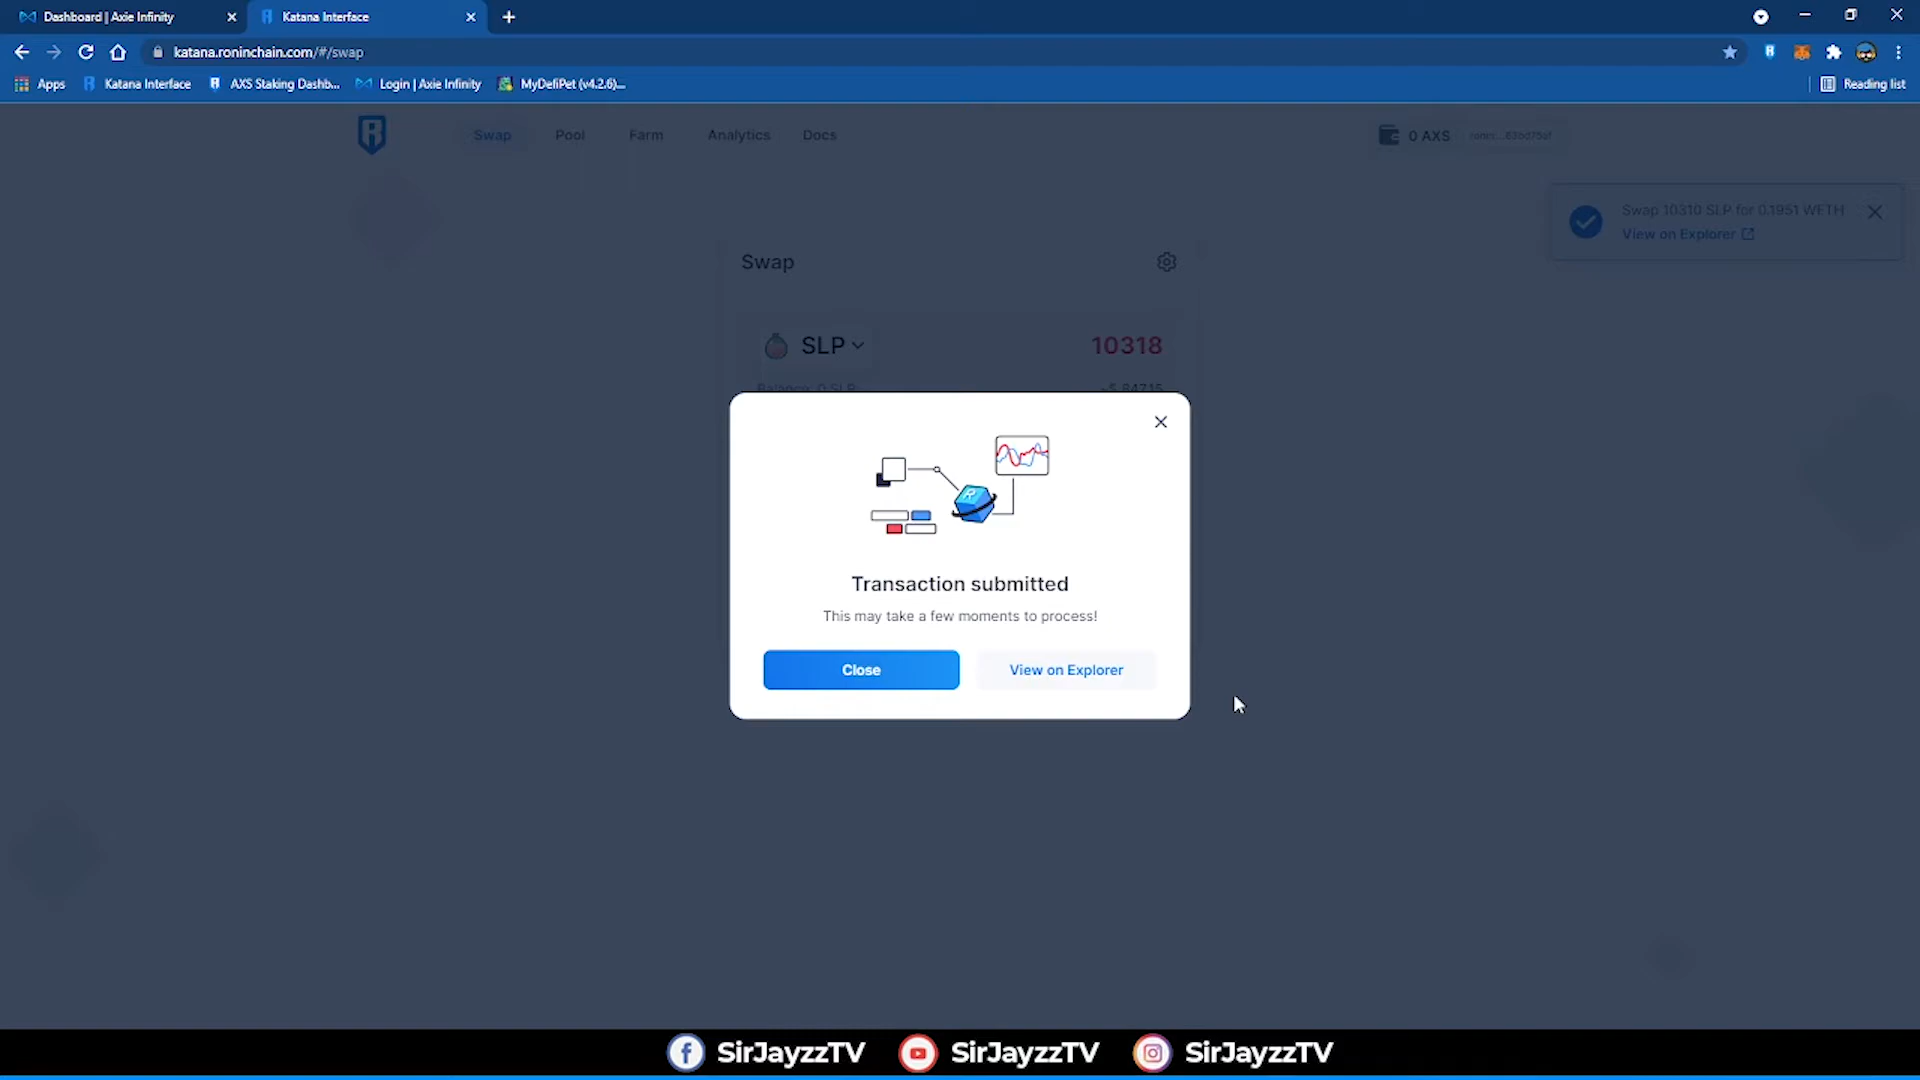 Dashboard | Axie Infinity
Katana Interface
katana.roninchain.com/#/swap
Apps
Katana Interface
AXS Staking Dashb...
Login | Axie Infinity
MyDefiPet (v4.2.6)...
Reading list
Swap
Pool
Farm
Analytics
Docs
0 AXS
Swap 10310 SLP for 0.1951 WETH
View on Explorer
Swap
SLP
10318
Balance: 0 SLP
Transaction submitted
This may take a few moments to process!
Close
View on Explorer
SirJayzzTV
SirJayzzTV
SirJayzzTV